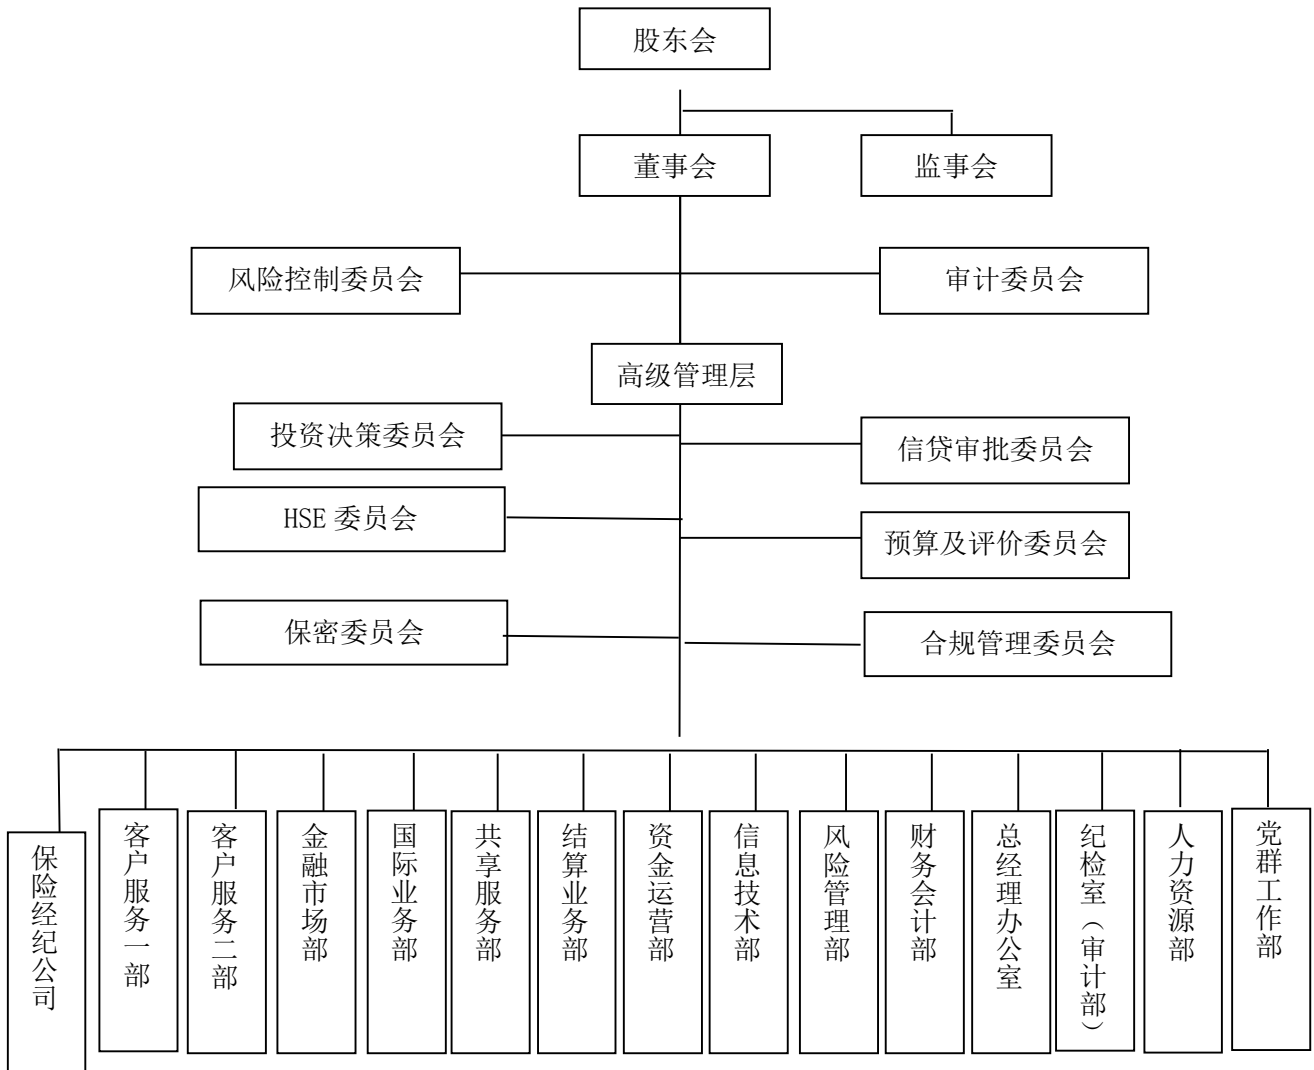 股东会
董事会
监事会
风险控制委员会
审计委员会
高级管理层
投资决策委员会
信贷审批委员会
HSE 委员会
预算及评价委员会
保密委员会
合规管理委员会
保险经纪公司
客户服务一部
客户服务二部
金融市场部
国际业务部
共享服务部
结算业务部
资金运营部
信息技术部
风险管理部
财务会计部
总经理办公室
纪检室（审计部）
人力资源部
党群工作部